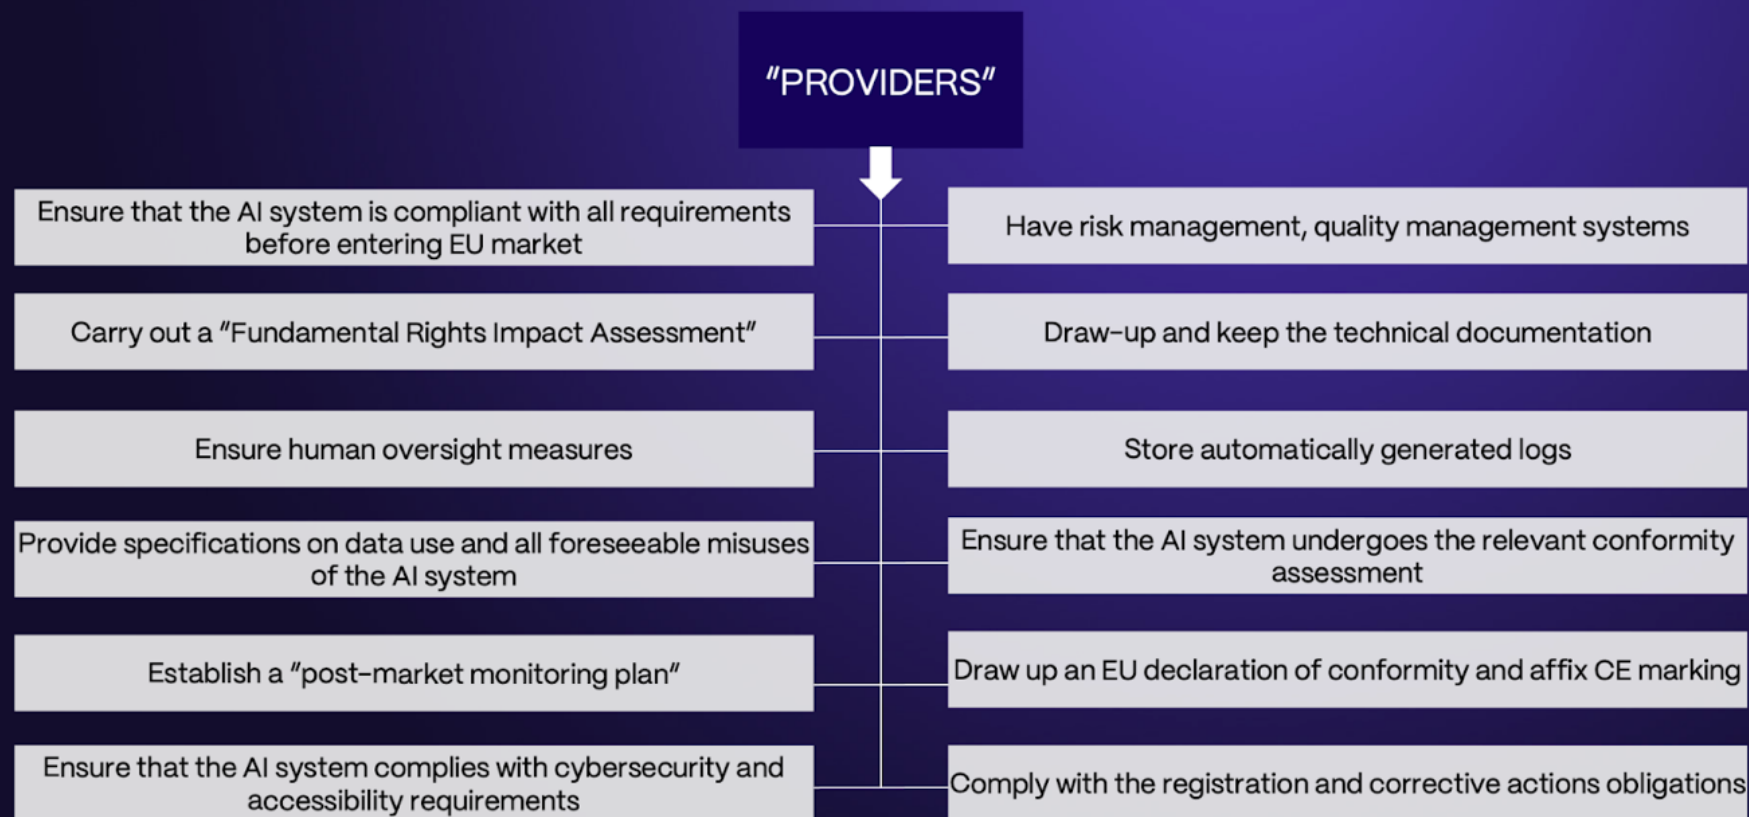 "PROVIDERS"
Ensure that the AI system is compliant with all requirements
before entering EU market
Have risk management, quality management systems
Carry out a "Fundamental Rights Impact Assessment"
Draw-up and keep the technical documentation
Ensure human oversight measures
Store automatically generated logs
Provide specifications on data use and all foreseeable misuses
of the AI system
Ensure that the AI system undergoes the relevant conformity
assessment
Establish a "post-market monitoring plan"
Draw up an EU declaration of conformity and affix CE marking
Ensure that the AI system complies with cybersecurity and
accessibility requirements
Comply with the registration and corrective actions obligations